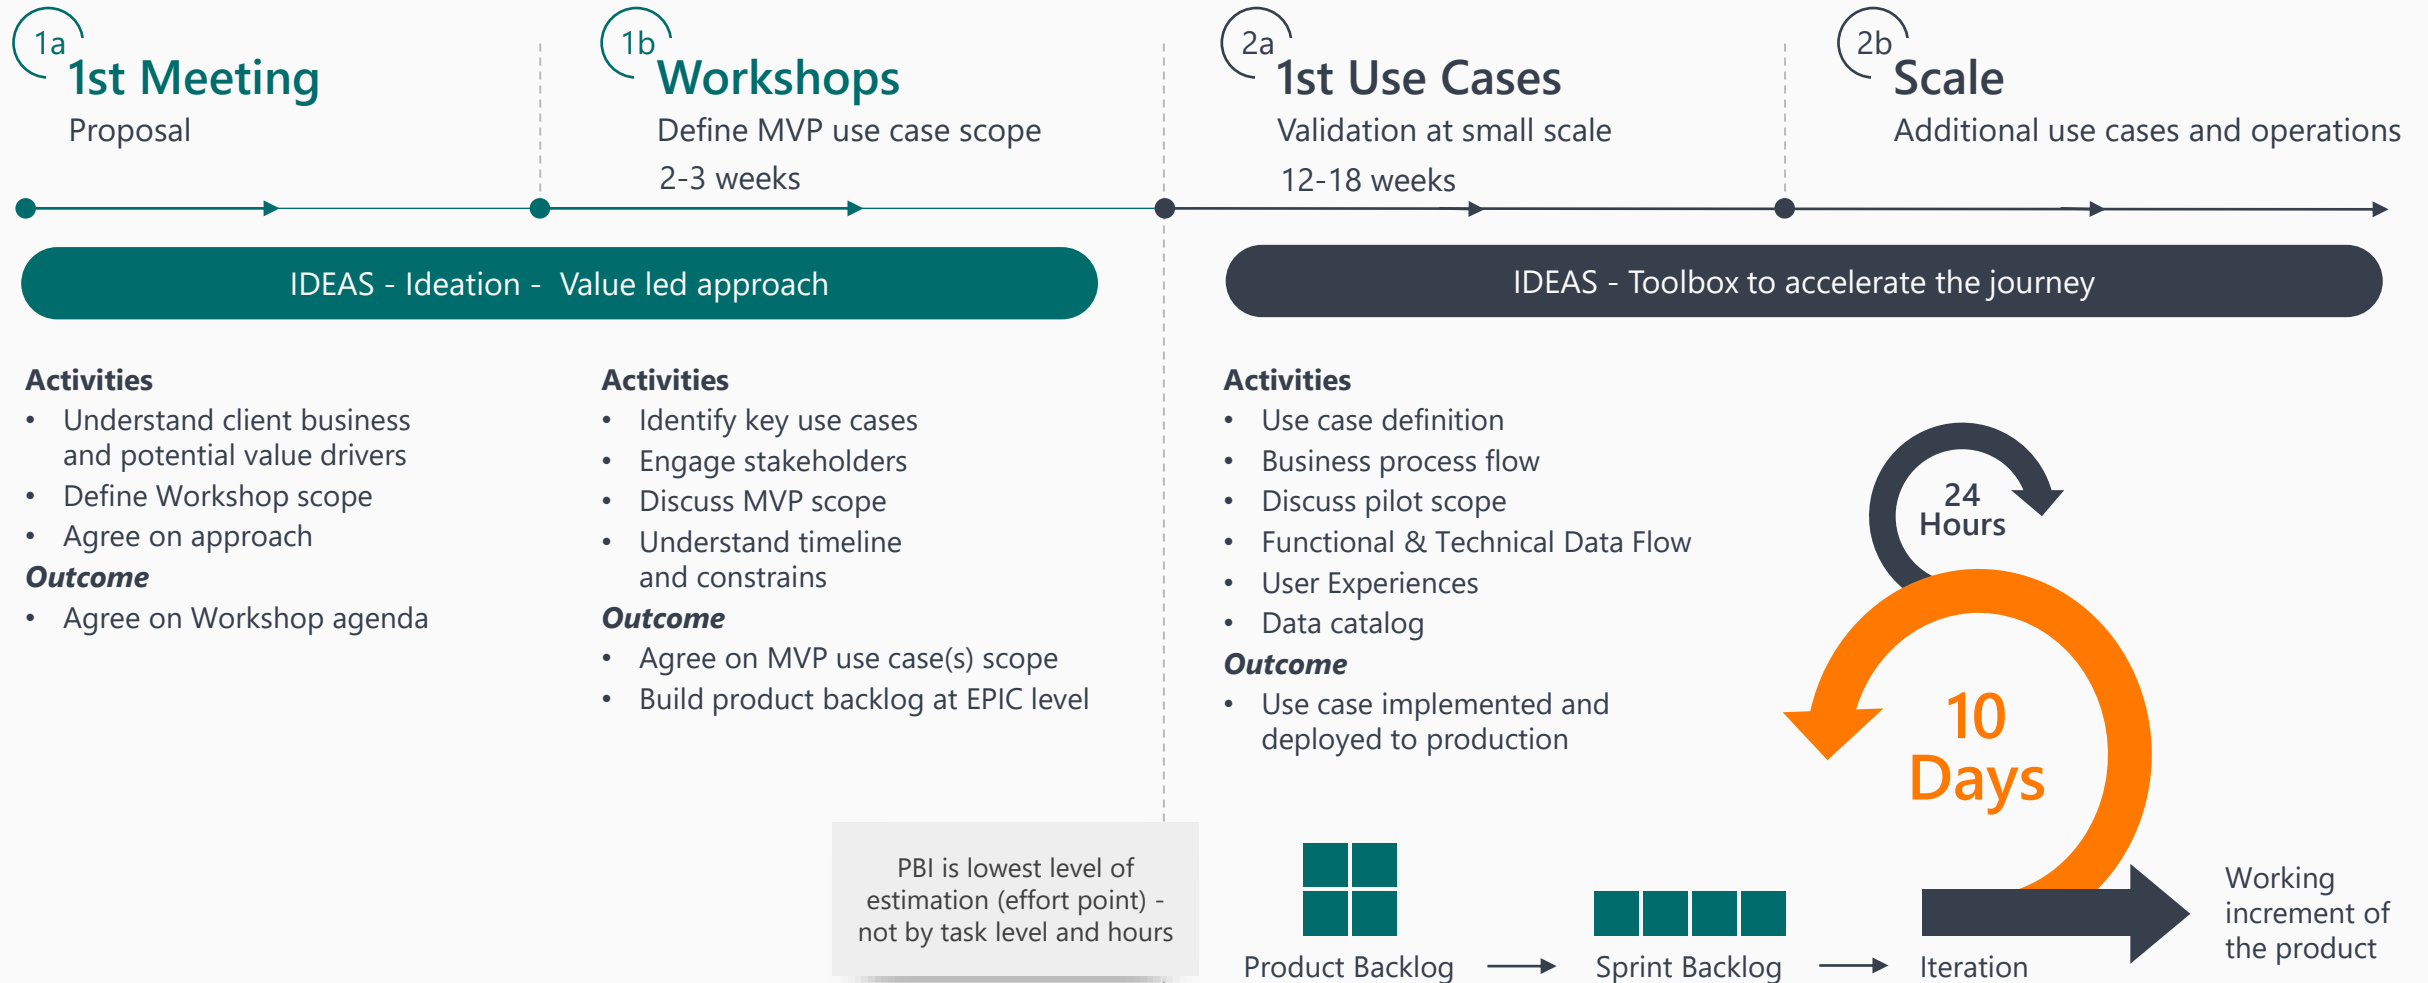 1a
1st Meeting
Proposal
1b
Workshops
Define MVP use case scope
2-3 weeks
2a
1st Use Cases
Validation at small scale
12-18 weeks
2b
Scale
Additional use cases and operations
IDEAS - Ideation -  Value led approach
IDEAS - Toolbox to accelerate the journey
Activities
• Understand client business
and potential value drivers
• Define Workshop scope
• Agree on approach
Outcome
• Agree on Workshop agenda
Activities
• Identify key use cases
• Engage stakeholders
• Discuss MVP scope
• Understand timeline
and constrains
Outcome
• Agree on MVP use case(s) scope
• Build product backlog at EPIC level
Activities
• Use case definition
• Business process flow
• Discuss pilot scope
• Functional & Technical Data Flow
• User Experiences
• Data catalog
Outcome
• Use case implemented and
deployed to production
24
Hours
10
Days
PBI is lowest level of
estimation (effort point) -
not by task level and hours
Product Backlog
Sprint Backlog
Iteration
Working
increment of
the product